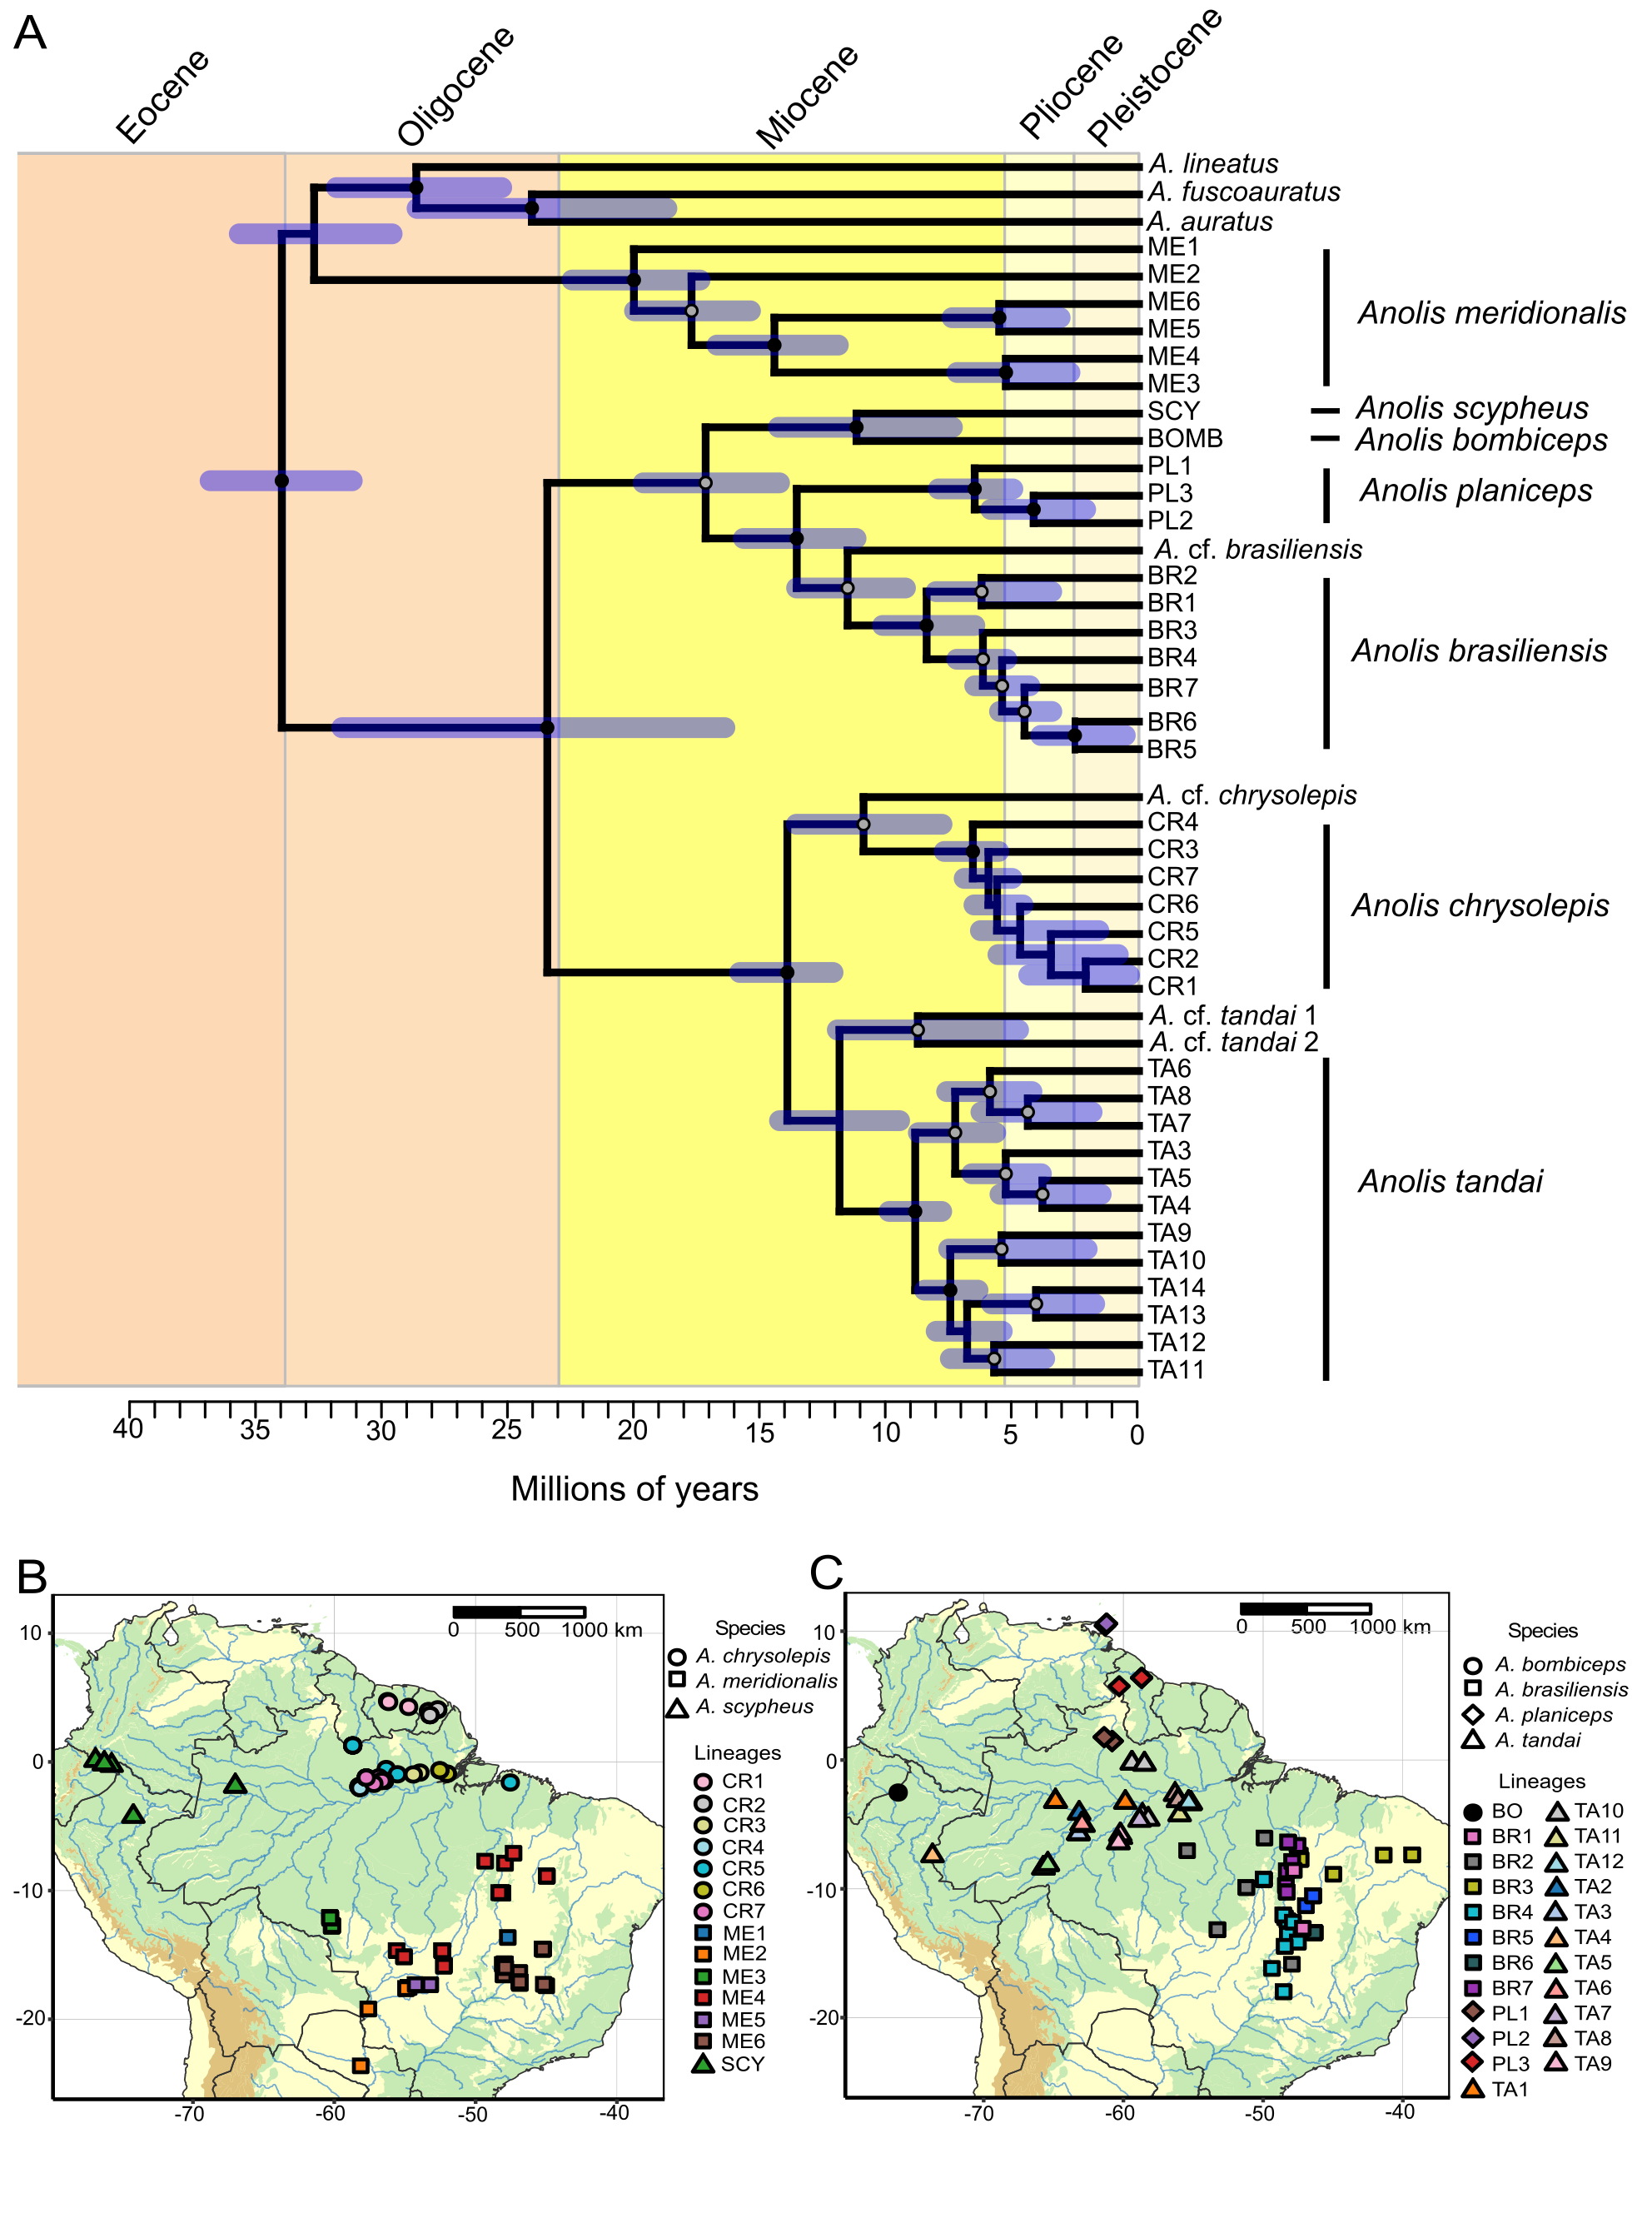 A
Eocene
Oligocene
Miocene
Pliocene
Pleistocene
A. lineatus
A. fuscoauratus
A. auratus
ME1
ME2
ME6
ME5
ME4
ME3
Anolis meridionalis
SCY
Anolis scypheus
BOMB
Anolis bombiceps
PL1
PL3
PL2
Anolis planiceps
A. cf. brasiliensis
BR2
BR1
BR3
BR4
BR7
BR6
BR5
Anolis brasiliensis
A. cf. chrysolepis
CR4
CR3
CR7
CR6
CR5
CR2
CR1
Anolis chrysolepis
A. cf. tandai 1
A. cf. tandai 2
TA6
TA8
TA7
TA3
TA5
TA4
TA9
TA10
TA14
TA13
TA12
TA11
Anolis tandai
40 35 30 25 20 15 10 5 0
Millions of years
B
0 500 1000 km
10
0
-10
-20
-70 -60 -50 -40
Species
A. chrysolepis
A. meridionalis
A. scypheus
Lineages
CR1
CR2
CR3
CR4
CR5
CR6
CR7
ME1
ME2
ME3
ME4
ME5
ME6
SCY
C
0 500 1000 km
10
0
-10
-20
-70 -60 -50 -40
Species
A. bombiceps
A. brasiliensis
A. planiceps
A. tandai
Lineages
BO TA10
BR1 TA11
BR2 TA12
BR3 TA2
BR4 TA3
BR5 TA4
BR6 TA5
BR7 TA6
PL1 TA7
PL2 TA8
PL3 TA9
TA1